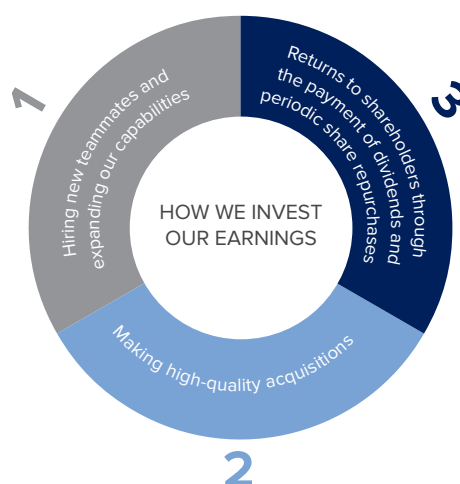 HOW WE INVEST
OUR EARNINGS
1
Hiring new teammates and
expanding our capabilities
2
Making high-quality acquisitions
3
Returns to shareholders through
the payment of dividends and
periodic share repurchases